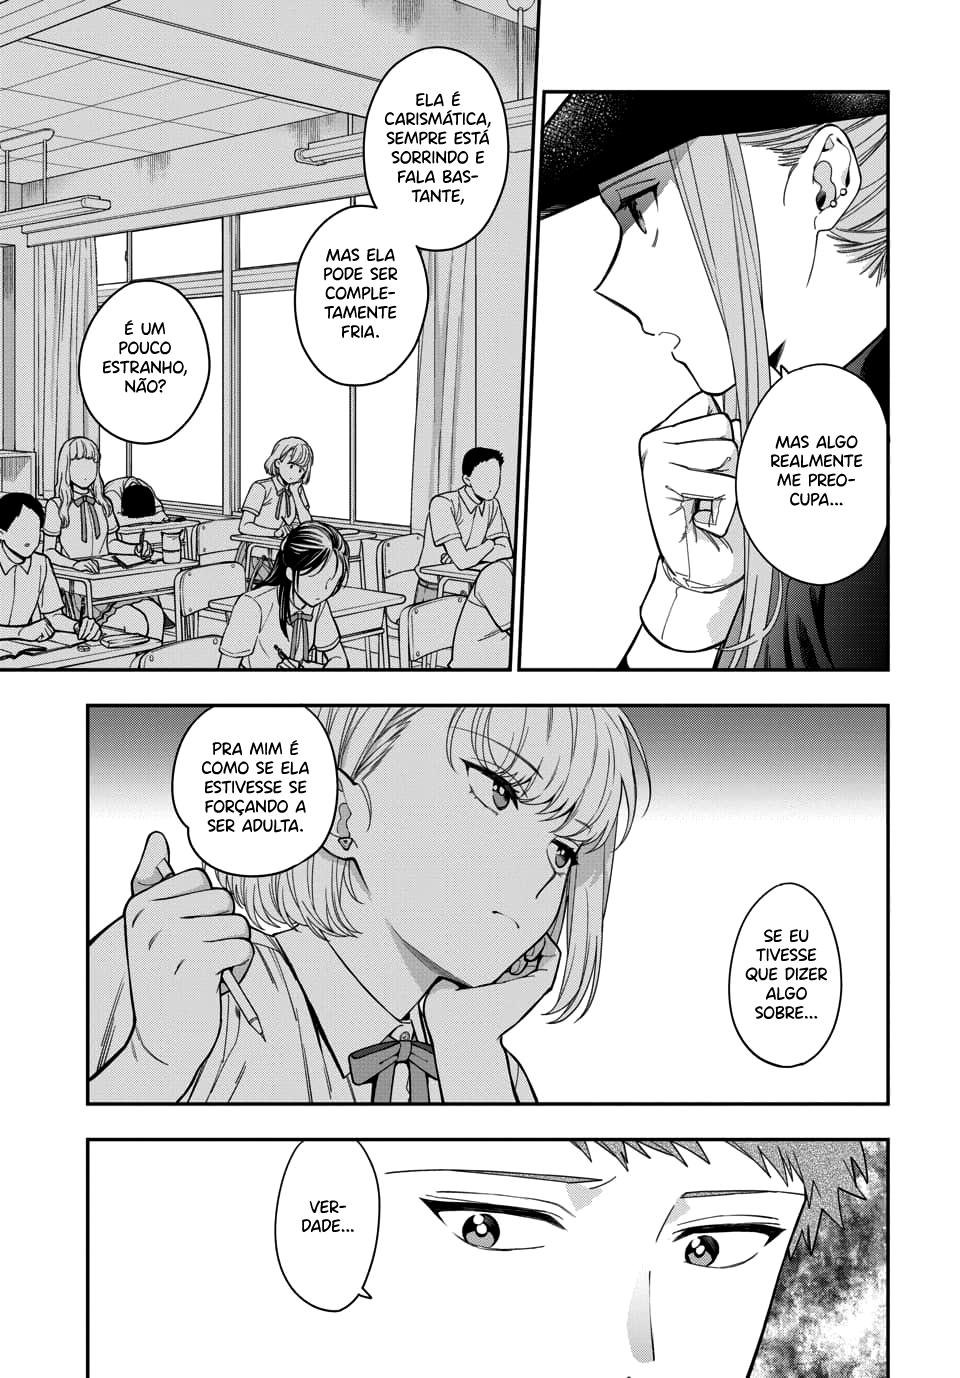 MAS ALGO
REALMENTE
ME PREO-
CUPA...
ELA É
CARISMÁTICA,
SEMPRE ESTÁ
SORRINDO E
FALA BAS-
TANTE,
MAS ELA
PODE SER
COMPLE-
TAMENTE
FRIA.
É UM
POUCO
ESTRANHO,
NÃO?
SE EU
TIVESSE
QUE DIZER
ALGO
SOBRE...
PRA MIM É
COMO SE ELA
ESTIVESSE SE
FORÇANDO A
SER ADULTA.
VER-
DADE...